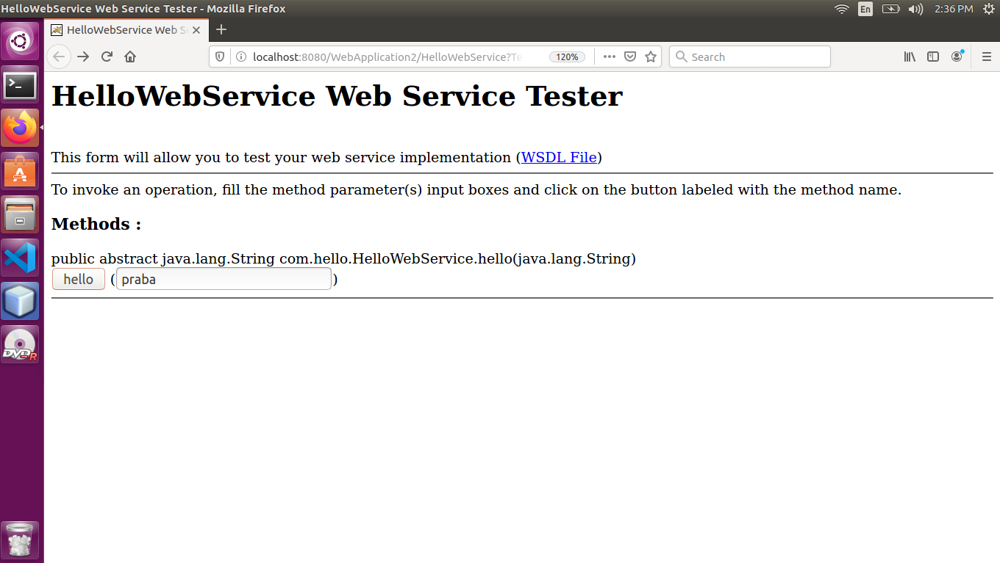 HelloWebService Web Service Tester - Mozilla Firefox
En
2:36 PM
HelloWebService Web S
localhost:8080/WebApplication2/HelloWebService?Te
120%
Search
HelloWebService Web Service Tester
This form will allow you to test your web service implementation (WSDL File)
To invoke an operation, fill the method parameter(s) input boxes and click on the button labeled with the method name.
Methods :
public abstract java.lang.String com.hello.HelloWebService.hello(java.lang.String)
hello (praba)
>_
A
DVD-R